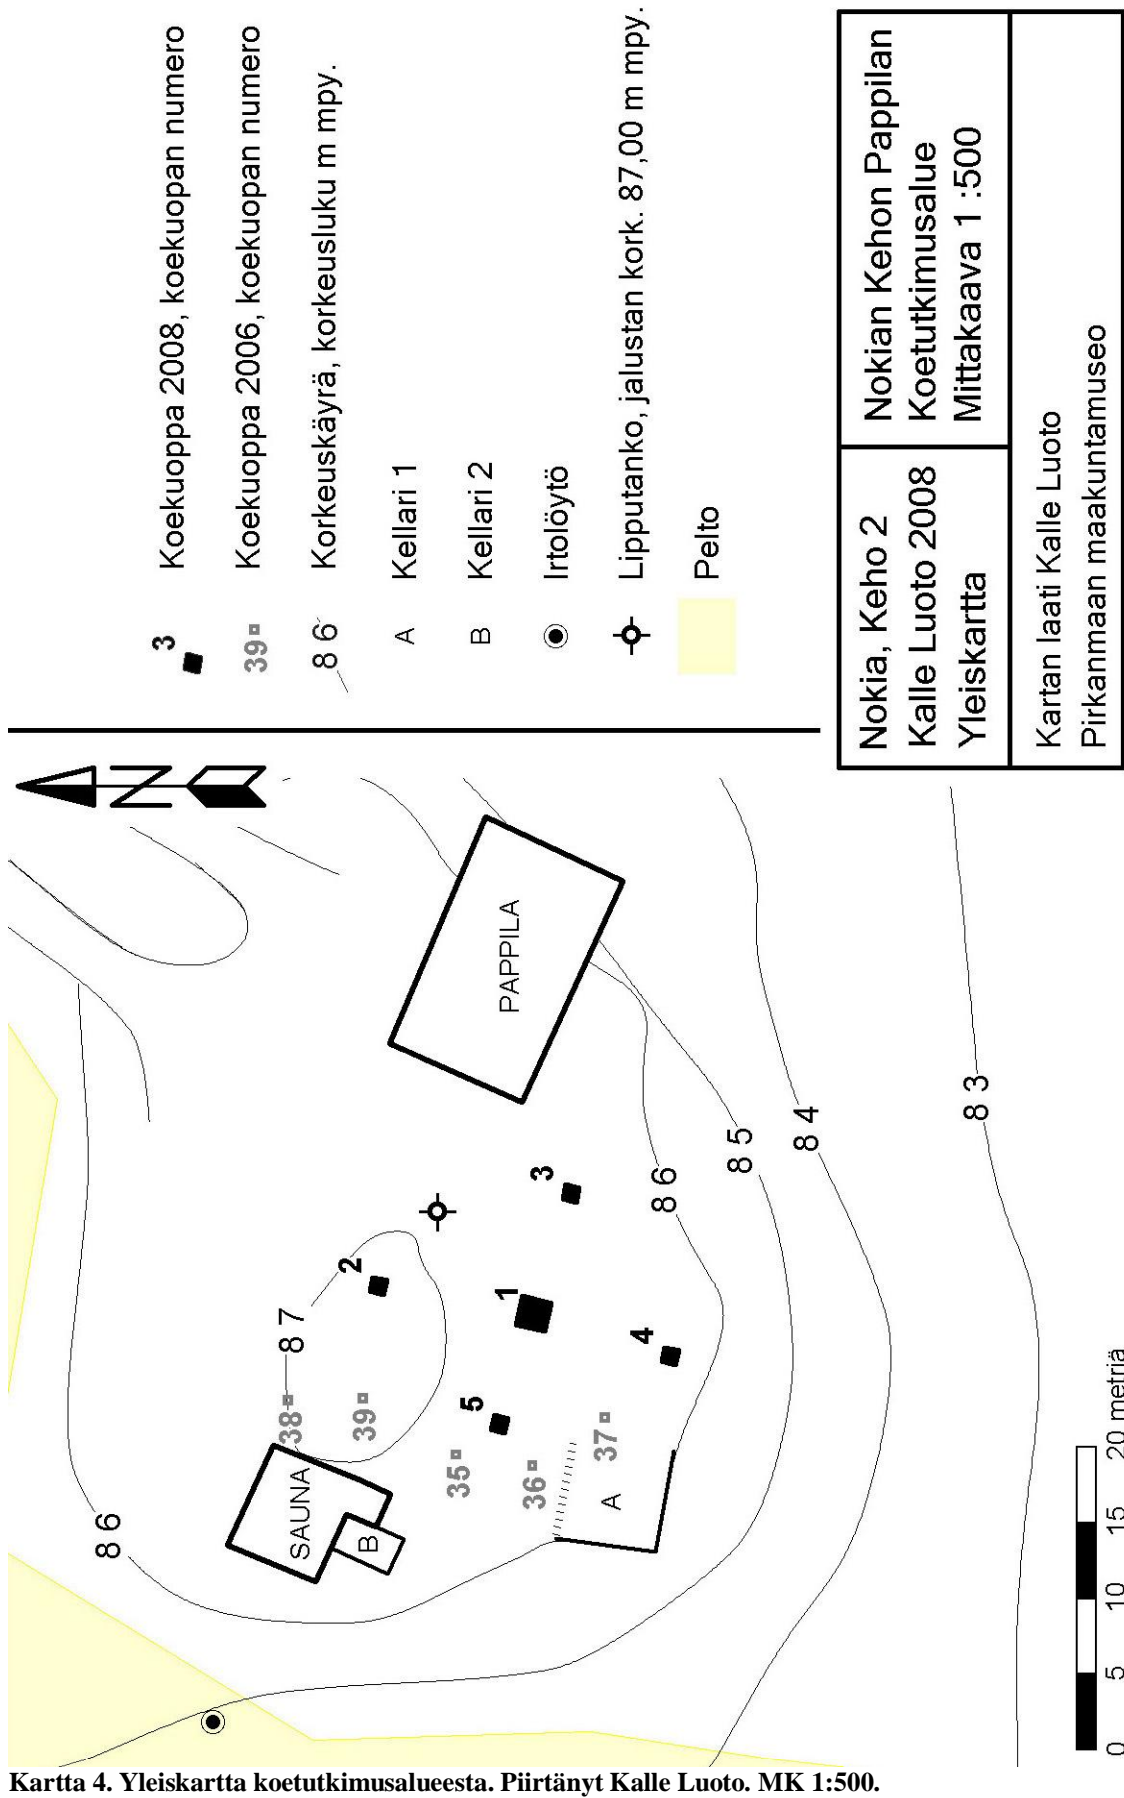 3
Koekuoppa 2008, koekuopan numero
39
Koekuoppa 2006, koekuopan numero
86
Korkeuskäyrä, korkeusluku m mpy.
A
Kellari 1
B
Kellari 2
Irtolöytö
Lipputanko, jalustan kork. 87,00 m mpy.
Pelto
Nokia, Keho 2
Kalle Luoto 2008
Yleiskartta
Nokian Kehon Pappilan
Koetutkimusalue
Mittakaava 1 :500
Kartan laati Kalle Luoto
Pirkanmaan maakuntamuseo
N
PAPPILA
SAUNA
B
A
86
87
86
85
84
83
38
39
35
36
37
1
2
3
4
5
0 5 10 15 20 metriä
Kartta 4. Yleiskartta koetutkimusalueesta. Piirtänyt Kalle Luoto. MK 1:500.